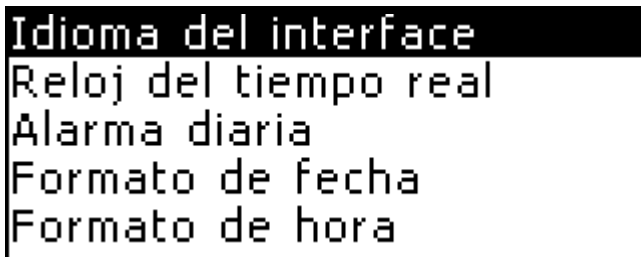 Idioma del interface
Reloj del tiempo real
Alarma diaria
Formato de fecha
Formato de hora